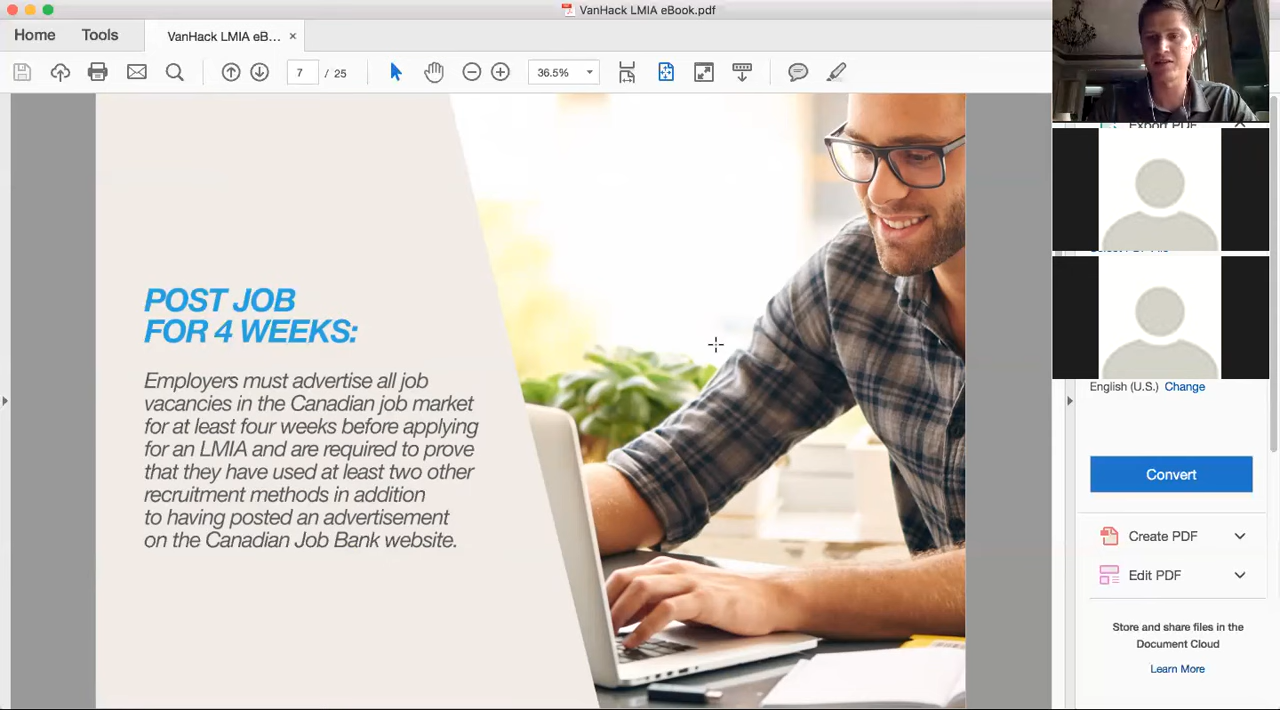 VanHack LMIA eBook.pdf
Home
Tools
VanHack LMIA eB...
7 / 25
36.5%
Export PDF
POST JOB
FOR 4 WEEKS:
Employers must advertise all job
vacancies in the Canadian job market
for at least four weeks before applying
for an LMIA and are required to prove
that they have used at least two other
recruitment methods in addition
to having posted an advertisement
on the Canadian Job Bank website.
English (U.S.) Change
Convert
Create PDF
Edit PDF
Store and share files in the
Document Cloud
Learn More